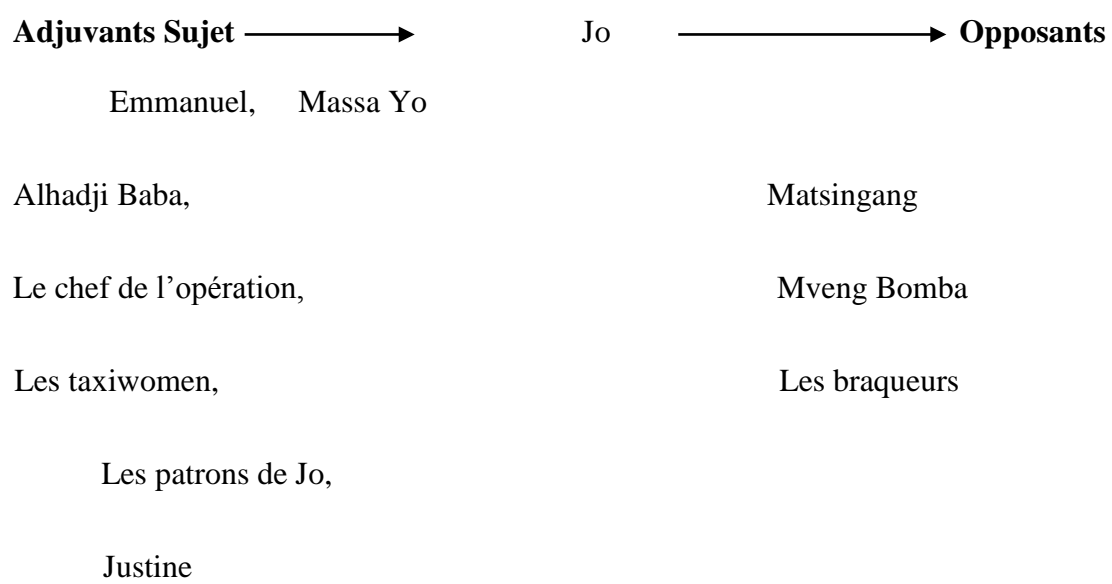 Adjuvants Sujet Jo Opposants
Emmanuel, Massa Yo
Alhadji Baba, Matsingang
Le chef de l’opération, Mveng Bomba
Les taxiwomen, Les braqueurs
Les patrons de Jo,
Justine